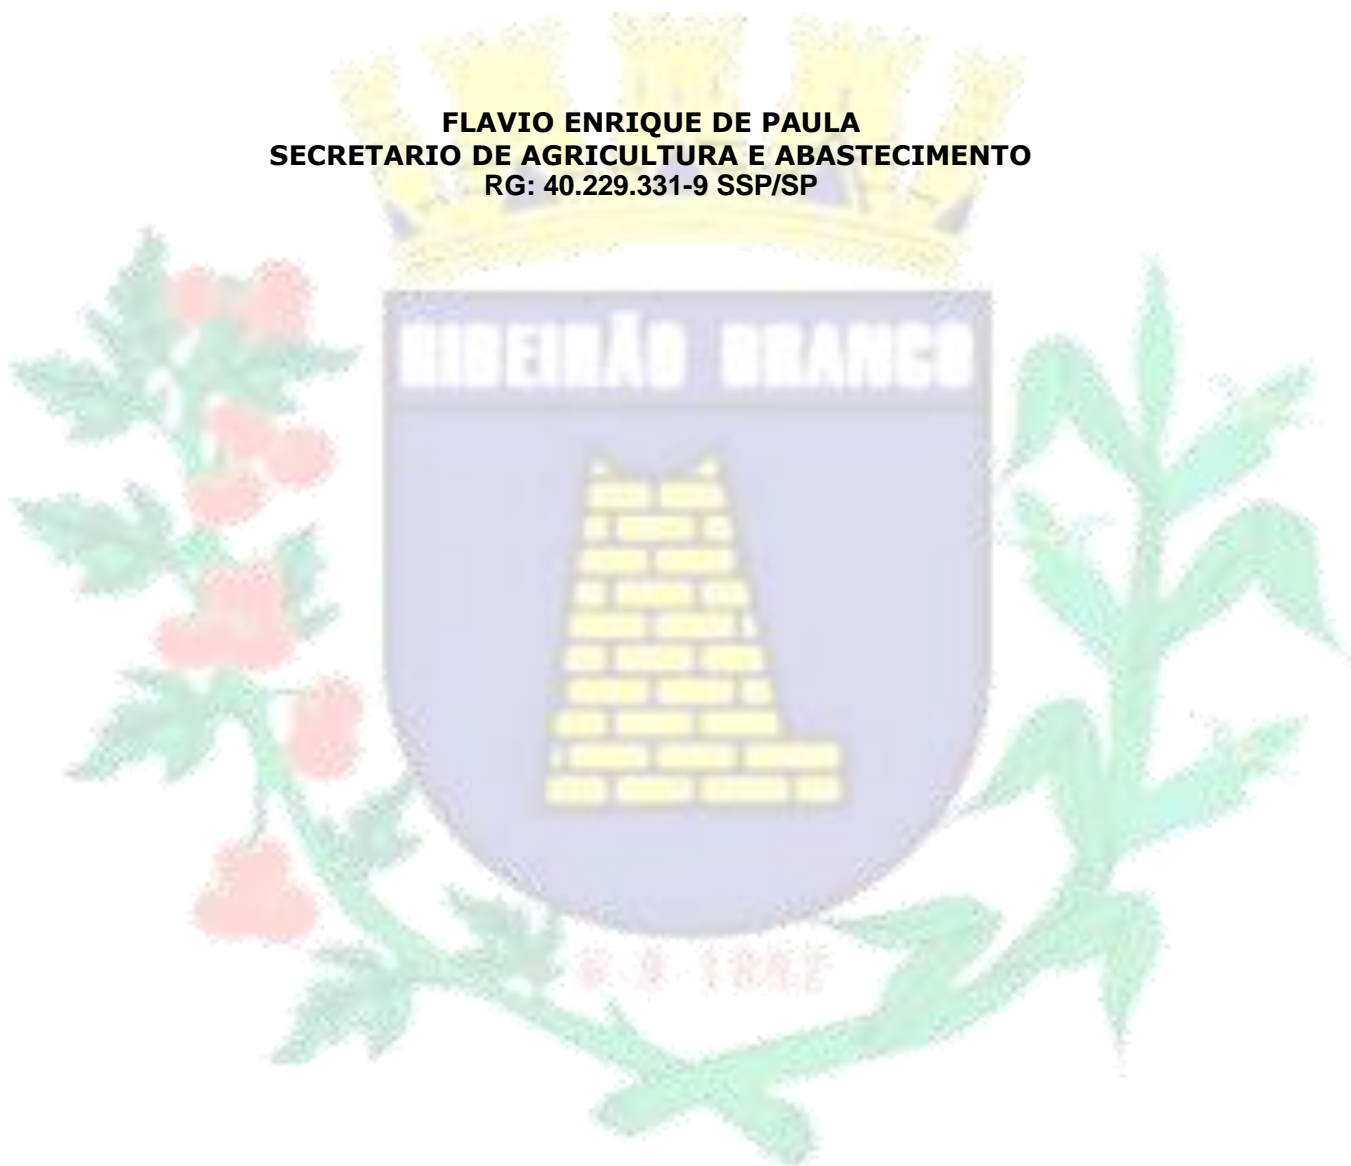 FLAVIO ENRIQUE DE PAULA
SECRETARIO DE AGRICULTURA E ABASTECIMENTO
RG: 40.229.331-9 SSP/SP
RIBEIRÃO BRANCO